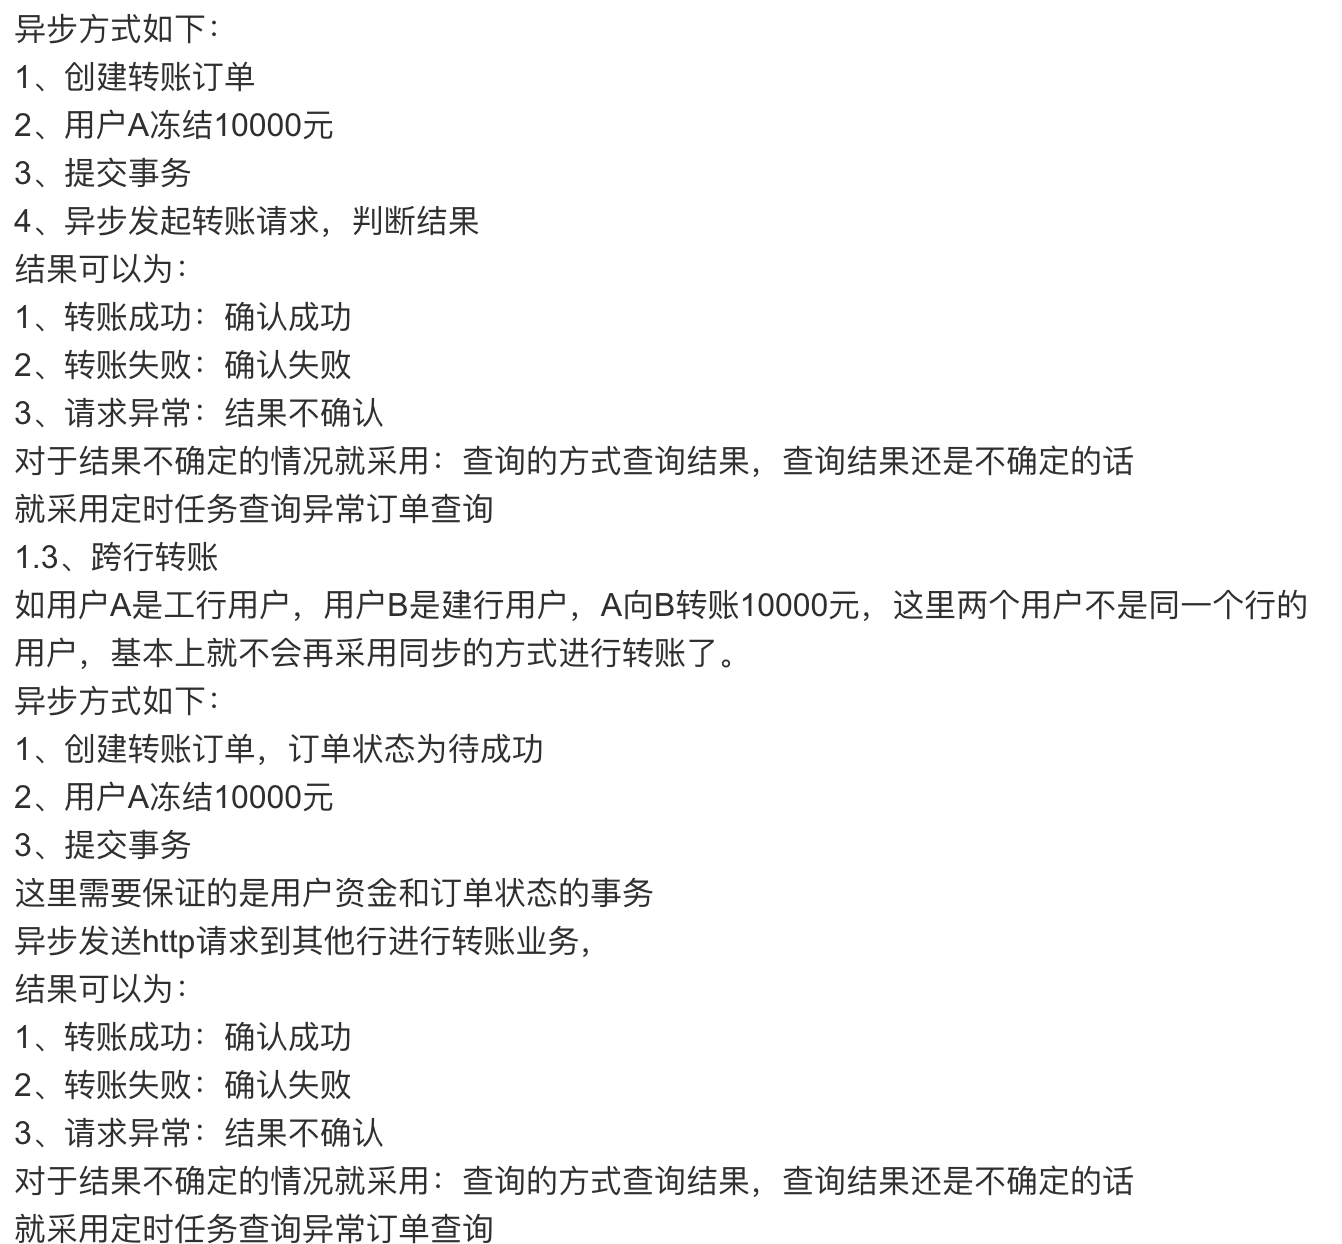 异步方式如下：
1、创建转账订单
2、用户A冻结10000元
3、提交事务
4、异步发起转账请求，判断结果
结果可以为：
1、转账成功：确认成功
2、转账失败：确认失败
3、请求异常：结果不确认
对于结果不确定的情况就采用：查询的方式查询结果，查询结果还是不确定的话
就采用定时任务查询异常订单查询
1.3、跨行转账
如用户A是工行用户，用户B是建行用户，A向B转账10000元，这里两个用户不是同一个行的
用户，基本上就不会再采用同步的方式进行转账了。
异步方式如下：
1、创建转账订单，订单状态为待成功
2、用户A冻结10000元
3、提交事务
这里需要保证的是用户资金和订单状态的事务
异步发送http请求到其他行进行转账业务，
结果可以为：
1、转账成功：确认成功
2、转账失败：确认失败
3、请求异常：结果不确认
对于结果不确定的情况就采用：查询的方式查询结果，查询结果还是不确定的话
就采用定时任务查询异常订单查询